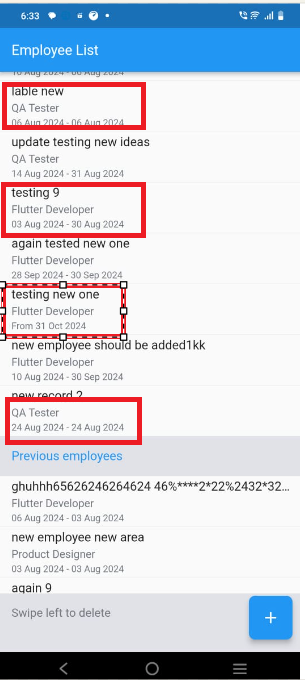 6:33
Employee List
10 Aug 2024 - 06 Aug 2024
lable new
QA Tester
06 Aug 2024 - 06 Aug 2024
update testing new ideas
QA Tester
14 Aug 2024 - 31 Aug 2024
testing 9
Flutter Developer
03 Aug 2024 - 30 Aug 2024
again tested new one
Flutter Developer
28 Sep 2024 - 30 Sep 2024
testing new one
Flutter Developer
From 31 Oct 2024
new employee should be added1kk
Flutter Developer
10 Aug 2024 - 30 Sep 2024
new record 2
QA Tester
24 Aug 2024 - 24 Aug 2024
Previous employees
ghuhhh65626246264624 46%****2*22%2432*32...
Flutter Developer
06 Aug 2024 - 03 Aug 2024
new employee new area
Product Designer
03 Aug 2024 - 03 Aug 2024
again 9
Swipe left to delete
+